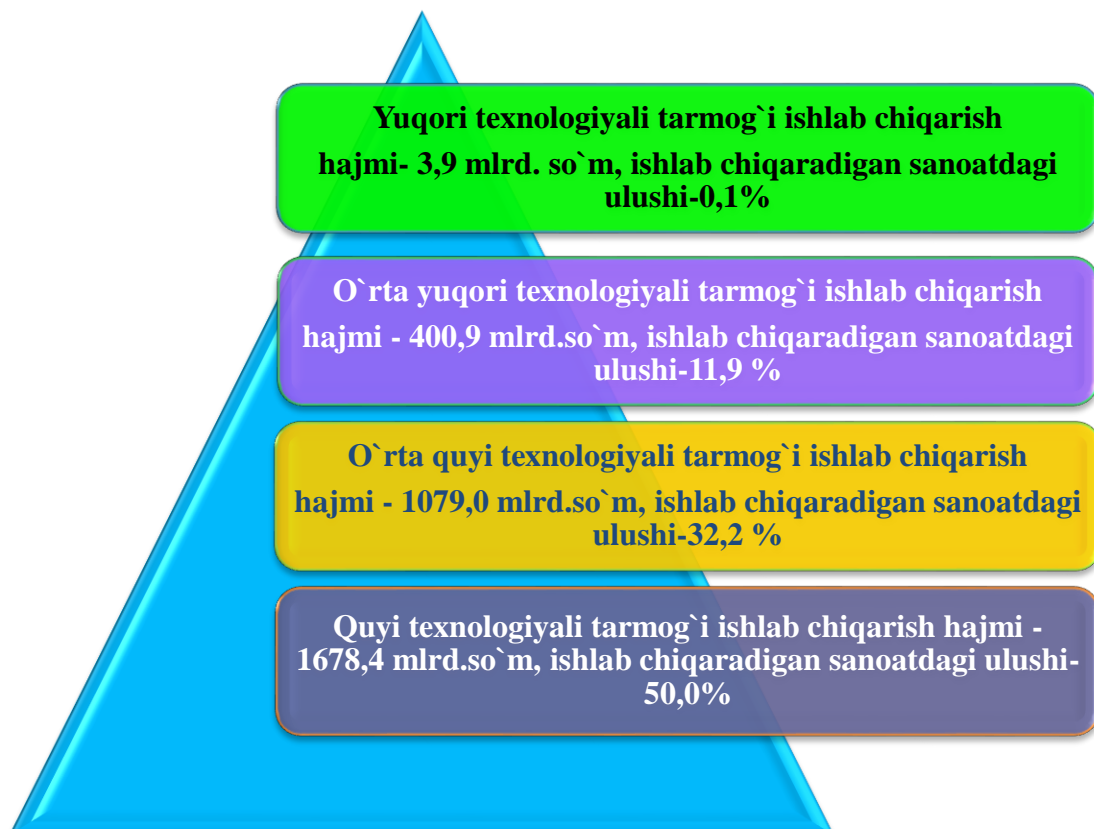 Yuqori texnologiyali tarmog`i ishlab chiqarish
hajmi- 3,9 mlrd. so`m, ishlab chiqaradigan sanoatdagi
ulushi-0,1%
O`rta yuqori texnologiyali tarmog`i ishlab chiqarish
hajmi - 400,9 mlrd.so`m, ishlab chiqaradigan sanoatdagi
ulushi-11,9 %
O`rta quyi texnologiyali tarmog`i ishlab chiqarish
hajmi - 1079,0 mlrd.so`m, ishlab chiqaradigan sanoatdagi
ulushi-32,2 %
Quyi texnologiyali tarmog`i ishlab chiqarish hajmi -
1678,4 mlrd.so`m, ishlab chiqaradigan sanoatdagi ulushi-
50,0%